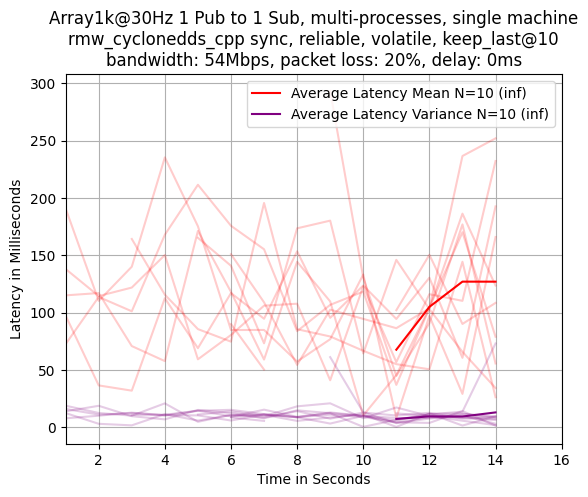 Array1k@30Hz 1 Pub to 1 Sub, multi-processes, single machine
rmw_cyclonedds_cpp sync, reliable, volatile, keep_last@10
bandwidth: 54Mbps, packet loss: 20%, delay: 0ms
Average Latency Mean N=10 (inf)
Average Latency Variance N=10 (inf)
Latency in Milliseconds
300
250
200
150
100
50
0
2 4 6 8 10 12 14 16
Time in Seconds